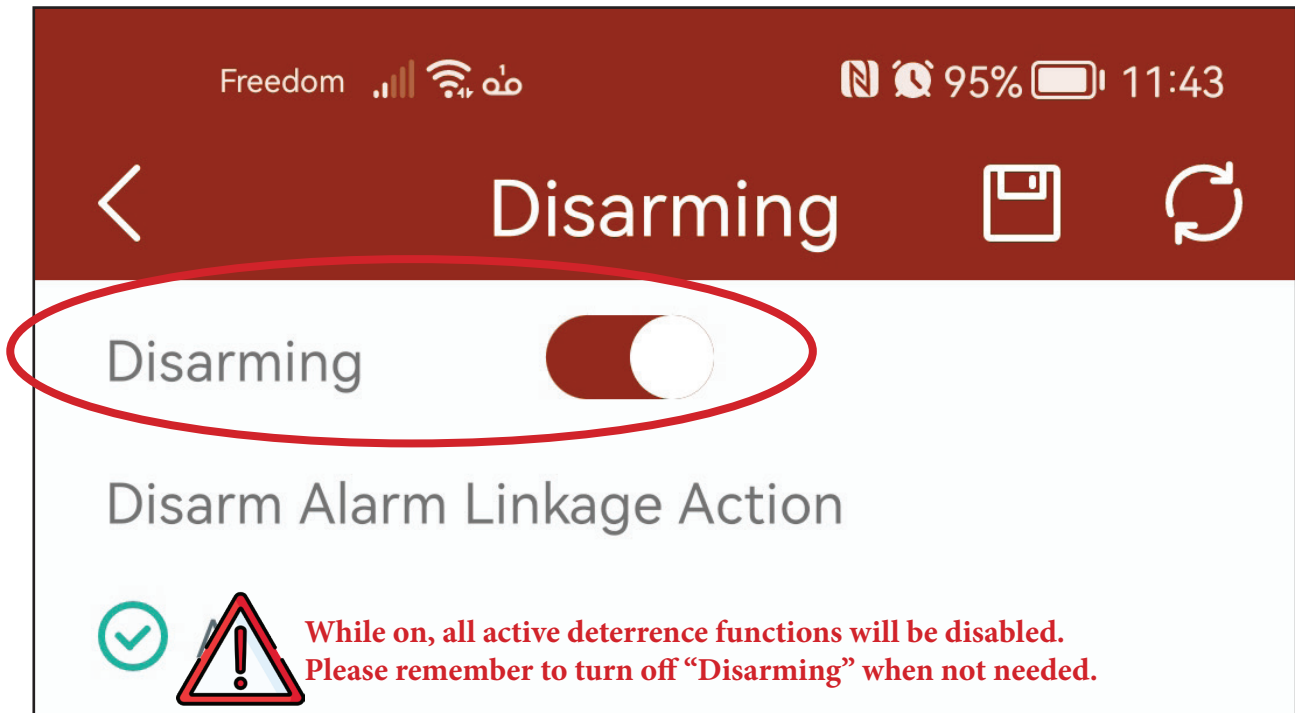 Freedom 95% 11:43
Disarming
Disarming
Disarm Alarm Linkage Action
While on, all active deterrence functions will be disabled.
Please remember to turn off “Disarming” when not needed.